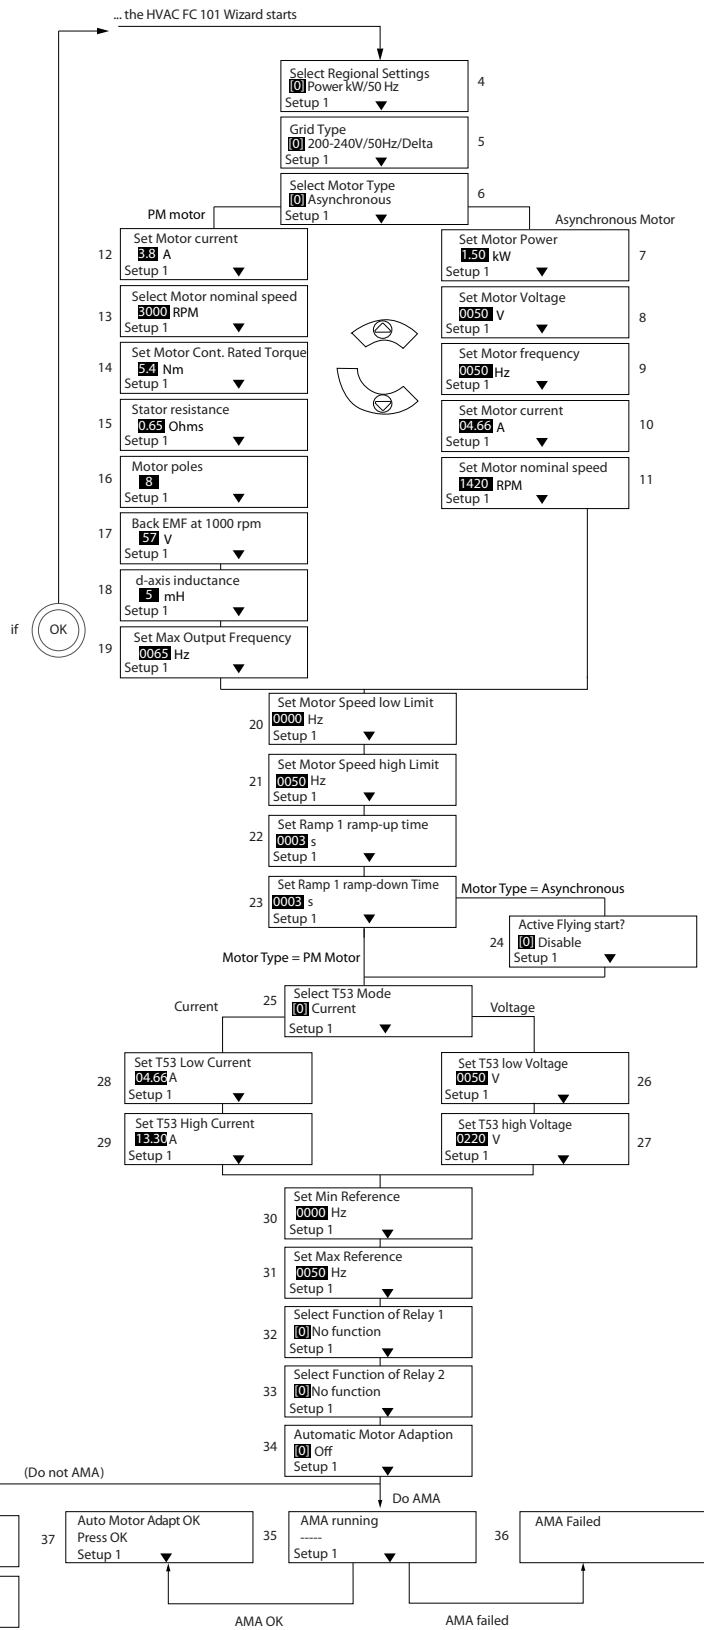 ... the HVAC FC 101 Wizard starts
Select Regional Settings
[0] Power kW/50 Hz
Setup 1
4
Grid Type
[0] 200-240V/50Hz/Delta
Setup 1
5
Select Motor Type
[0] Asynchronous
Setup 1
6
PM motor
Asynchronous Motor
12
Set Motor current
3.8 A
Setup 1
13
Select Motor nominal speed
3000 RPM
Setup 1
14
Set Motor Cont. Rated Torque
5.4 Nm
Setup 1
15
Stator resistance
0.65 Ohms
Setup 1
16
Motor poles
8
Setup 1
17
Back EMF at 1000 rpm
57 V
Setup 1
18
d-axis inductance
5 mH
Setup 1
19
Set Max Output Frequency
0065 Hz
Setup 1
if
OK
Set Motor Power
1.50 kW
Setup 1
7
Set Motor Voltage
0050 V
Setup 1
8
Set Motor frequency
0050 Hz
Setup 1
9
Set Motor current
04.66 A
Setup 1
10
Set Motor nominal speed
1420 RPM
Setup 1
11
20
Set Motor Speed low Limit
0000 Hz
Setup 1
21
Set Motor Speed high Limit
0050 Hz
Setup 1
22
Set Ramp 1 ramp-up time
0003 s
Setup 1
23
Set Ramp 1 ramp-down Time
0003 s
Setup 1
Motor Type = Asynchronous
24
Active Flying start?
[0] Disable
Setup 1
Motor Type = PM Motor
25
Select T53 Mode
[0] Current
Setup 1
Current
Voltage
28
Set T53 Low Current
04.66 A
Setup 1
29
Set T53 High Current
13.30 A
Setup 1
Set T53 low Voltage
0050 V
Setup 1
26
Set T53 high Voltage
0220 V
Setup 1
27
30
Set Min Reference
0000 Hz
Setup 1
31
Set Max Reference
0050 Hz
Setup 1
32
Select Function of Relay 1
[0] No function
Setup 1
33
Select Function of Relay 2
[0] No function
Setup 1
34
Automatic Motor Adaption
[0] Off
Setup 1
(Do not AMA)
Do AMA
37
Auto Motor Adapt OK
Press OK
Setup 1
35
AMA running
-----
Setup 1
36
AMA Failed
AMA OK
AMA failed